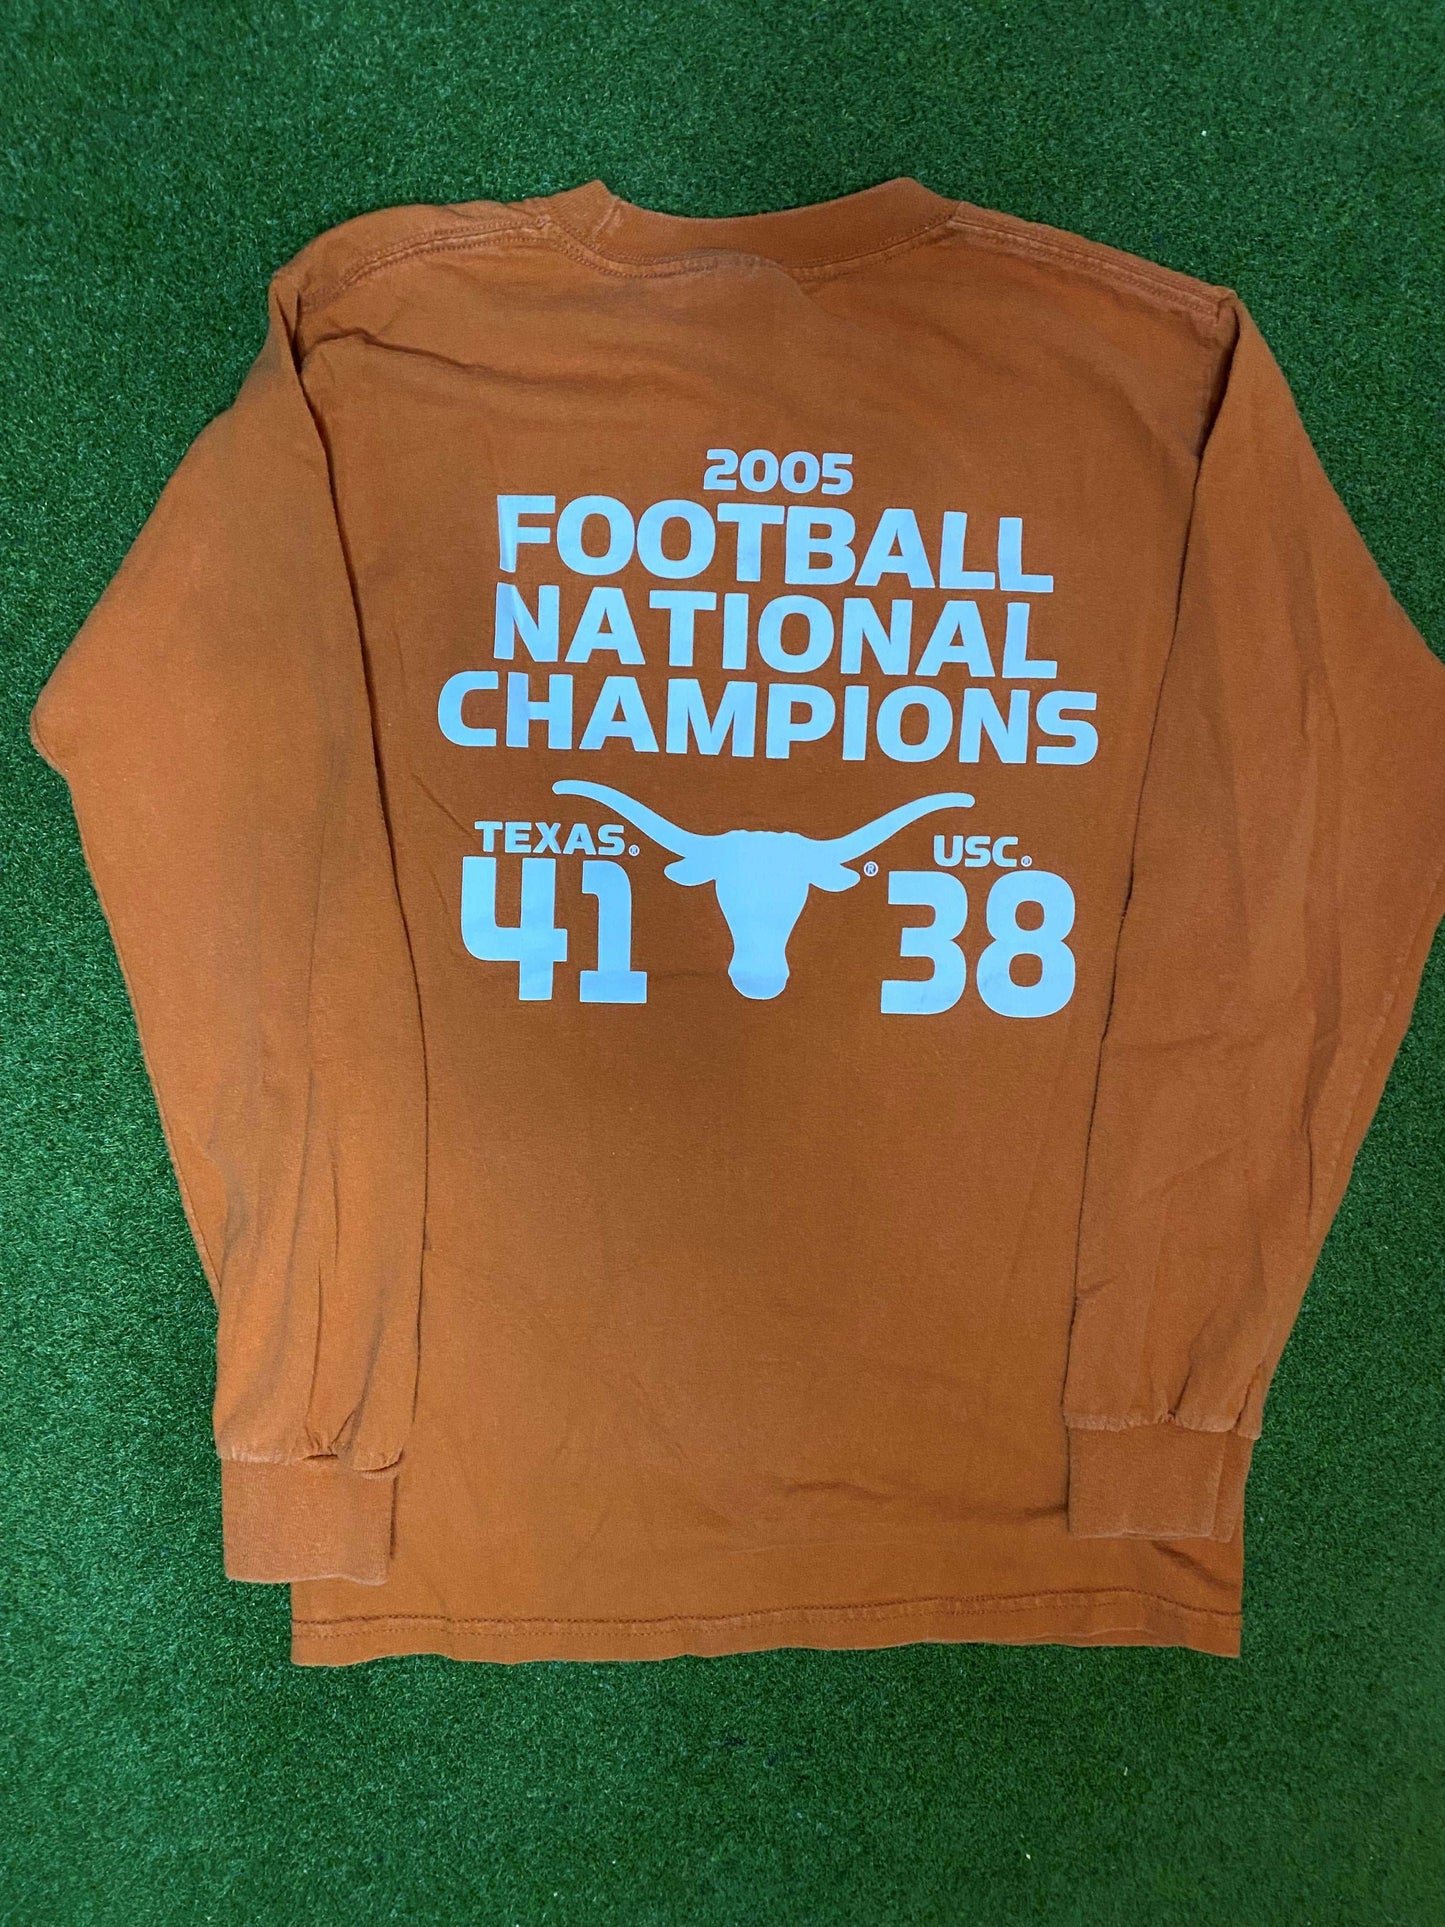 2005
FOOTBALL
NATIONAL
CHAMPIONS
TEXAS® ® USC®
41 38